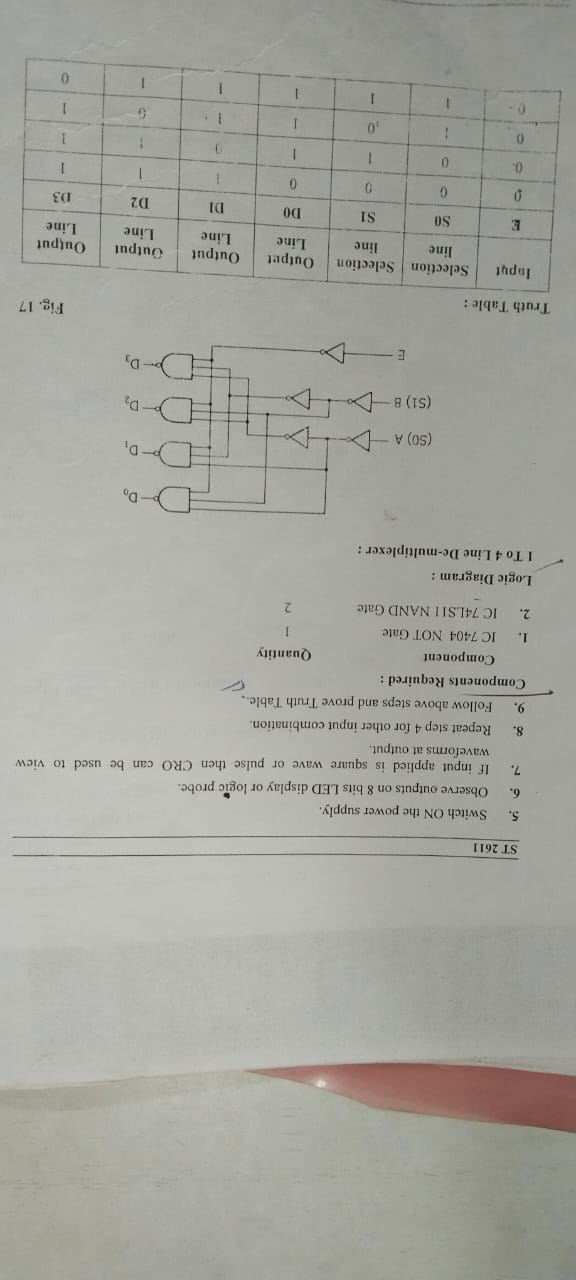 ST 2611
5. Switch ON the power supply.
6. Observe outputs on 8 bits LED display or logic probe.
7. If input applied is square wave or pulse then CRO can be used to view
waveforms at output.
8. Repeat step 4 for other input combination.
9. Follow above steps and prove Truth Table.
Components Required :
Component Quantity
1. IC 7404 NOT Gate 1
2. IC 74LS11 NAND Gate 2
Logic Diagram :
1 To 4 Line De-multiplexer :
D0
(S0) A D1
(S1) B D2
E D3
Truth Table : Fig. 17
Input Selection Selection Output Output Output Output
line line Line Line Line Line
E S0 S1 D0 D1 D2 D3
0 0 0 0 1 1 1
0 0 1 1 0 1 1
0 1 0 1 1 0 1
0 1 1 1 1 1 0